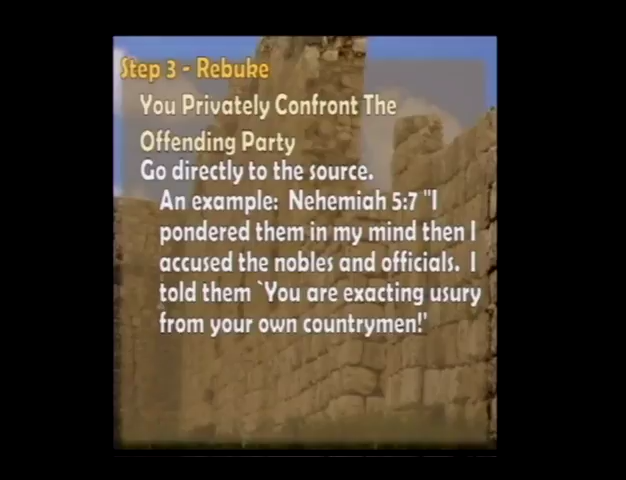 Step 3 - Rebuke
You Privately Confront The
Offending Party
Go directly to the source.
An example: Nehemiah 5:7 "I
pondered them in my mind then I
accused the nobles and officials. I
told them `You are exacting usury
from your own countrymen!'